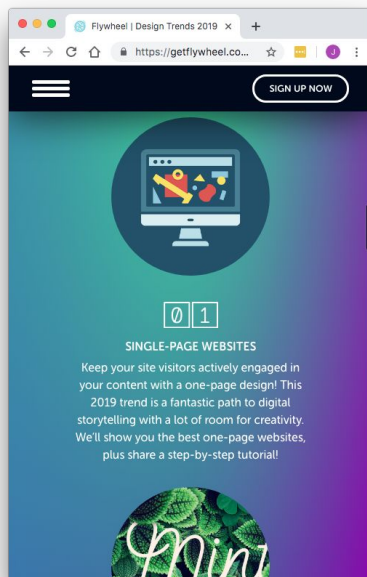 Flywheel | Design Trends 2019
https://getflywheel.co...
J
SIGN UP NOW
01
SINGLE-PAGE WEBSITES
Keep your site visitors actively engaged in
your content with a one-page design! This
2019 trend is a fantastic path to digital
storytelling with a lot of room for creativity.
We'll show you the best one-page websites,
plus share a step-by-step tutorial!
Mint